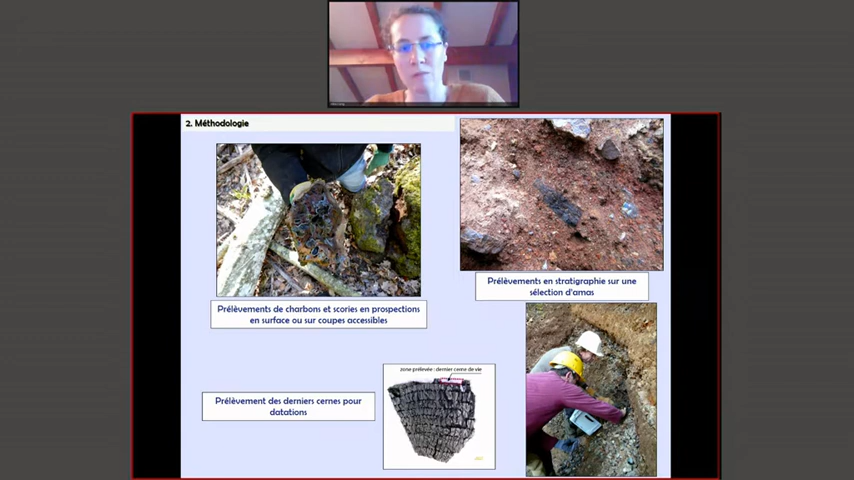 2. Méthodologie
Prélèvements de charbons et scories en prospections
en surface ou sur coupes accessibles
Prélèvements en stratigraphie sur une
sélection d'amas
zone prélevée : dernier cerne de vie
Prélèvement des derniers cernes pour
datations